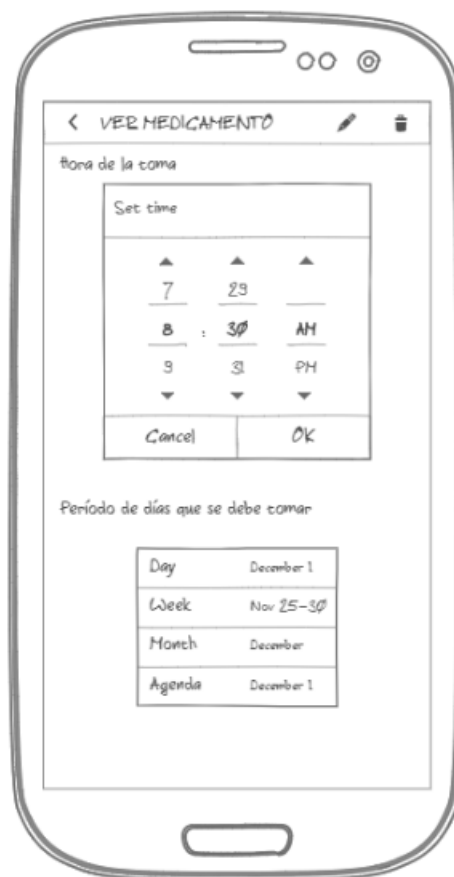 < VER MEDICAMENTO
Hora de la toma
Set time
7 29
8 : 30 AM
9 31 PM
Cancel OK
Período de días que se debe tomar
Day December 1
Week Nov 25-30
Month December
Agenda December 1